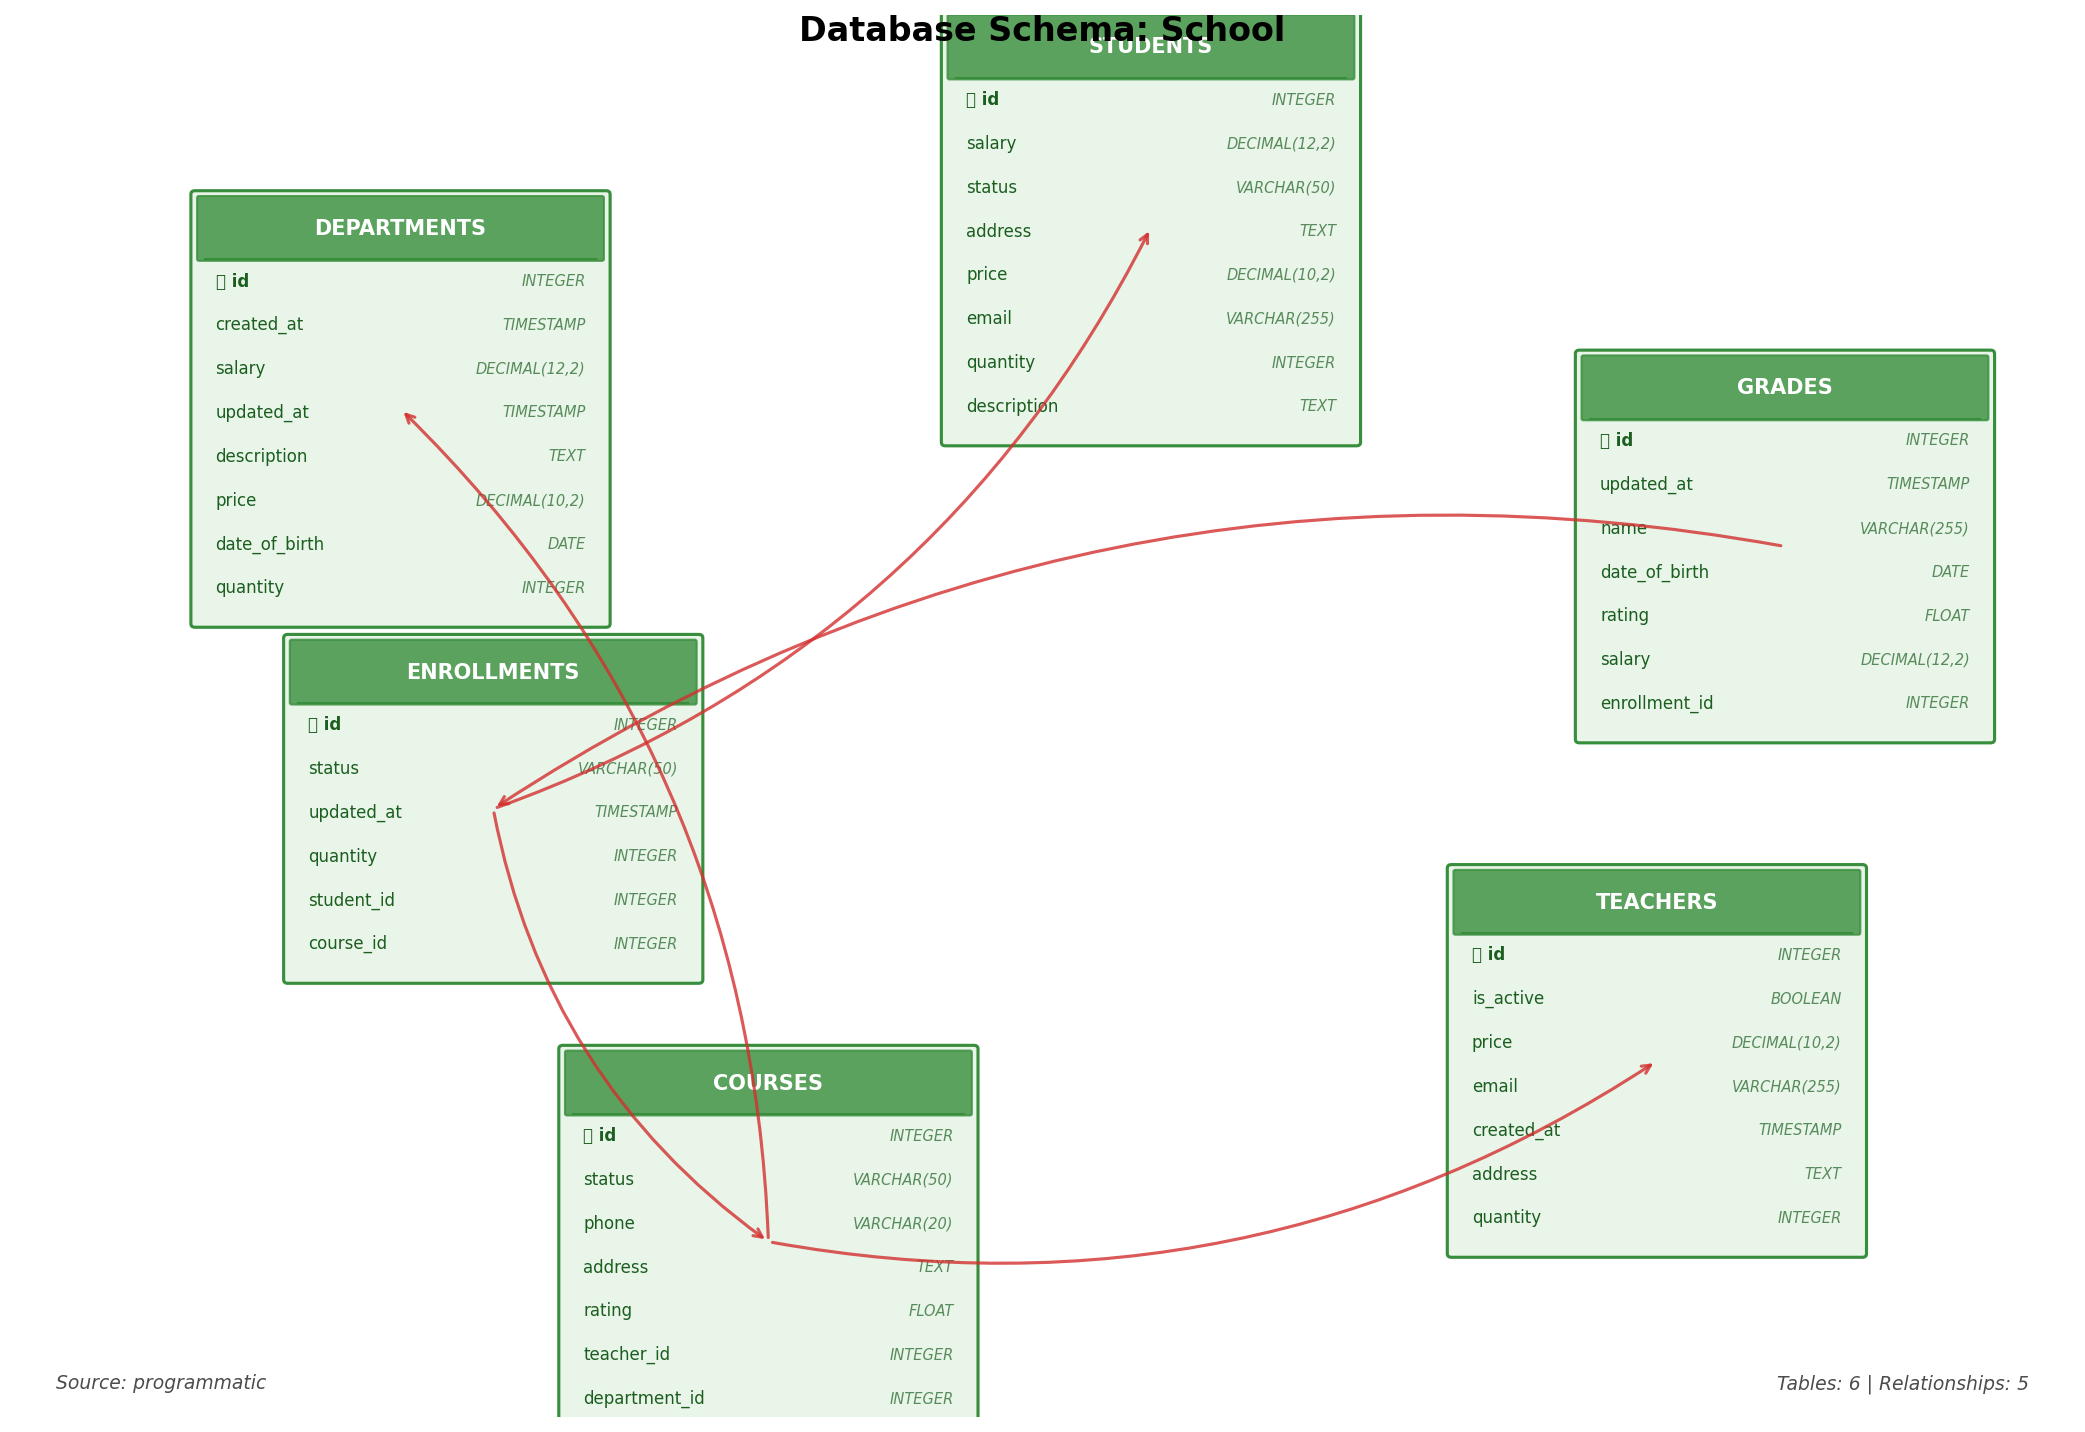 Database Schema: School
STUDENTS
id INTEGER
salary DECIMAL(12,2)
status VARCHAR(50)
address TEXT
price DECIMAL(10,2)
email VARCHAR(255)
quantity INTEGER
description TEXT
DEPARTMENTS
id INTEGER
created_at TIMESTAMP
salary DECIMAL(12,2)
updated_at TIMESTAMP
description TEXT
price DECIMAL(10,2)
date_of_birth DATE
quantity INTEGER
GRADES
id INTEGER
updated_at TIMESTAMP
name VARCHAR(255)
date_of_birth DATE
rating FLOAT
salary DECIMAL(12,2)
enrollment_id INTEGER
ENROLLMENTS
id INTEGER
status VARCHAR(50)
updated_at TIMESTAMP
quantity INTEGER
student_id INTEGER
course_id INTEGER
TEACHERS
id INTEGER
is_active BOOLEAN
price DECIMAL(10,2)
email VARCHAR(255)
created_at TIMESTAMP
address TEXT
quantity INTEGER
COURSES
id INTEGER
status VARCHAR(50)
phone VARCHAR(20)
address TEXT
rating FLOAT
teacher_id INTEGER
department_id INTEGER
Source: programmatic
Tables: 6 | Relationships: 5